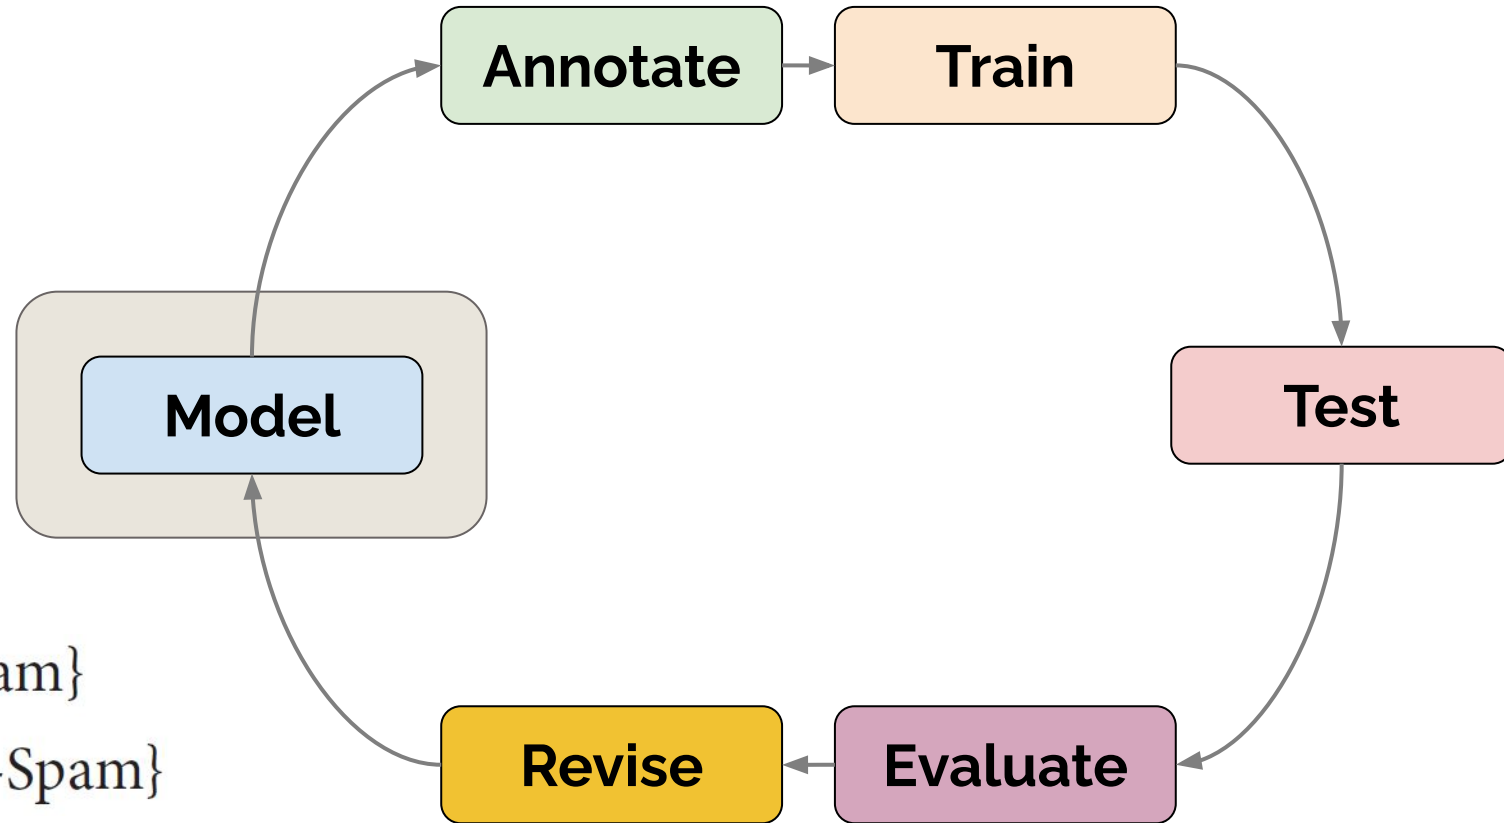 Annotate
Train
Model
Test
am}
-Spam}
Revise
Evaluate